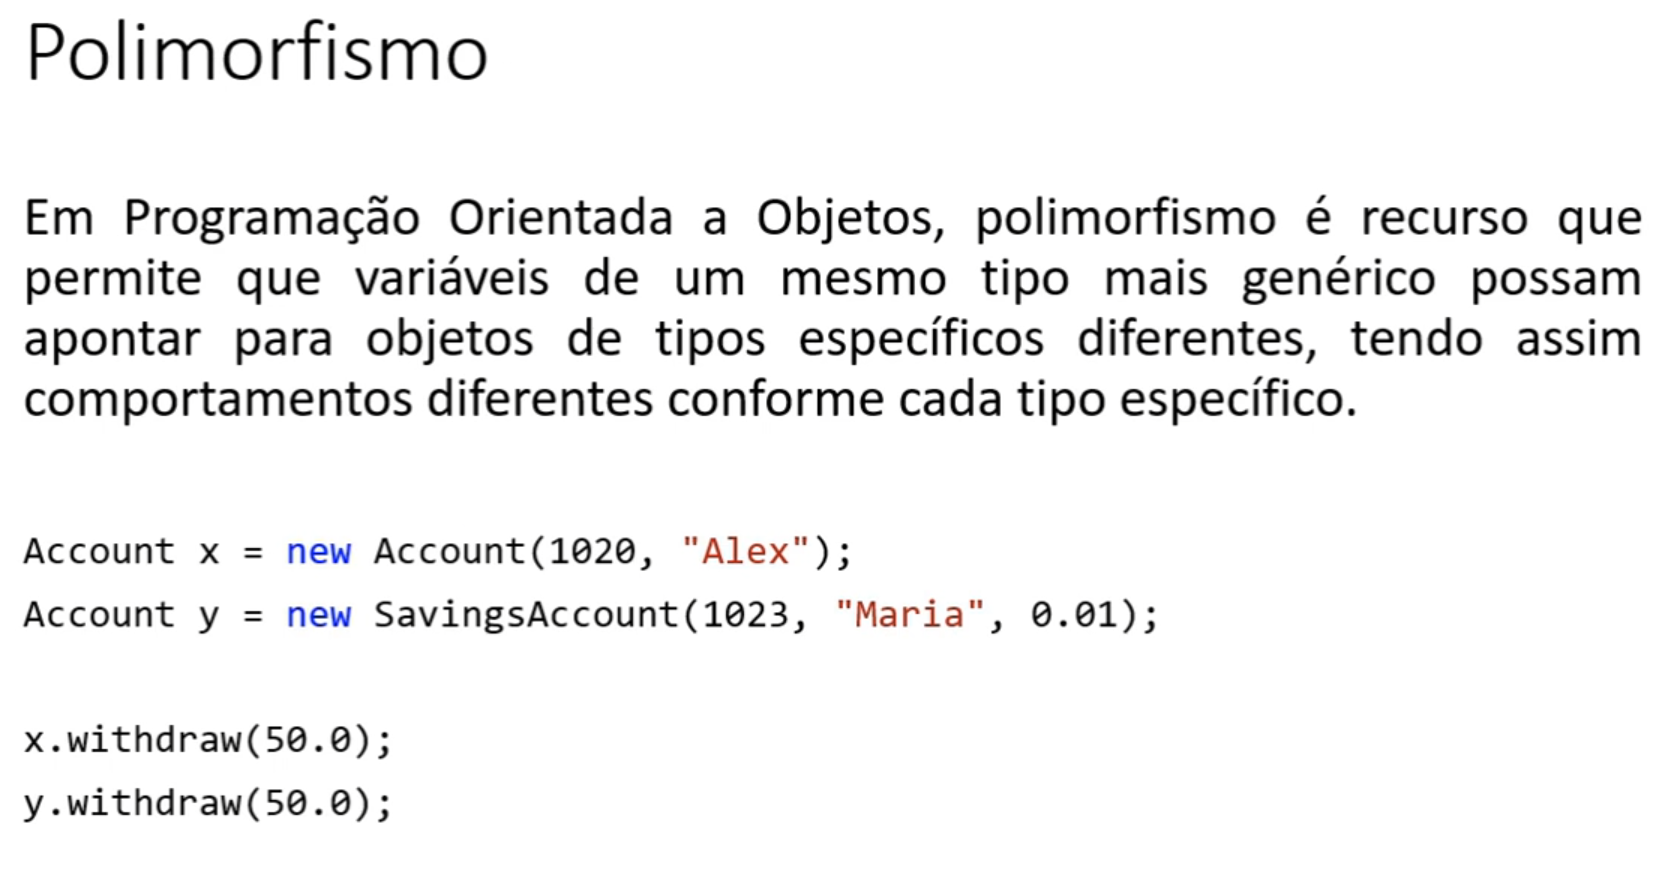 Polimorfismo
Em Programação Orientada a Objetos, polimorfismo é recurso que
permite que variáveis de um mesmo tipo mais genérico possam
apontar para objetos de tipos específicos diferentes, tendo assim
comportamentos diferentes conforme cada tipo específico.
Account x = new Account(1020, "Alex");
Account y = new SavingsAccount(1023, "Maria", 0.01);
x.withdraw(50.0);
y.withdraw(50.0);